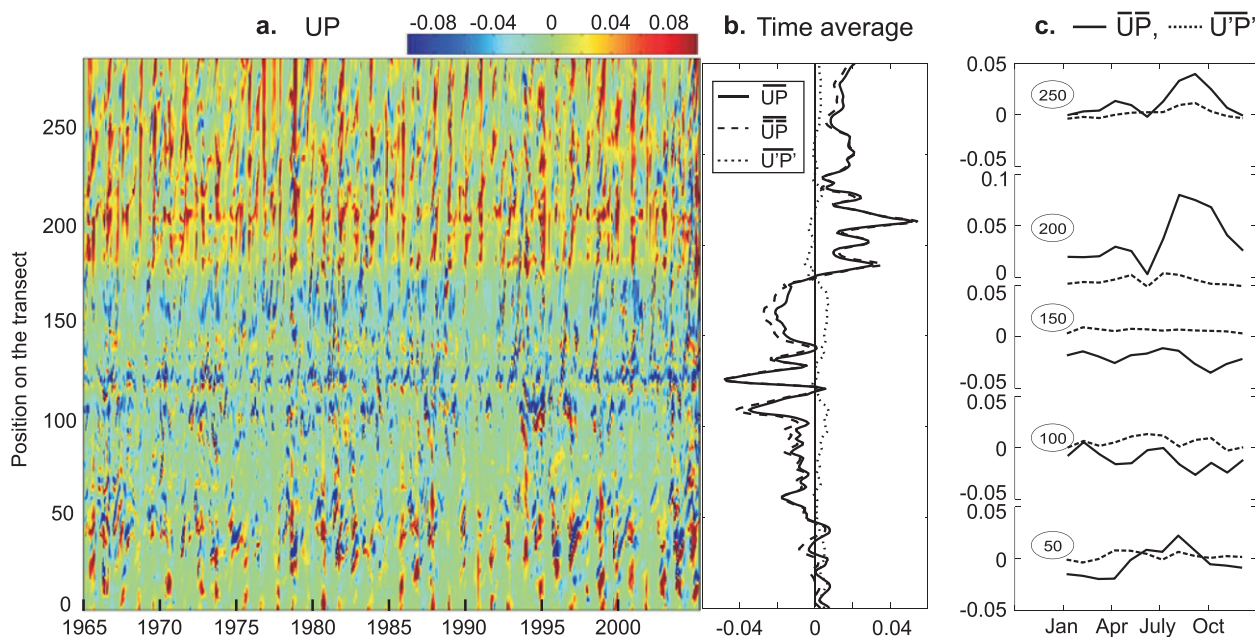 a. UP
-0.08 -0.04 0 0.04 0.08
Position on the transect
250
200
150
100
50
0
1965 1970 1975 1980 1985 1990 1995 2000
b. Time average
U̅P̅
U̿P̿
U'P'
-0.04 0 0.04
c. U̅P̅, U'P'
0.05
250
0
-0.05
0.1
200
0.05
0
0.05
150
0
-0.05
0.05
100
0
-0.05
0.05
50
0
-0.05
Jan Apr July Oct